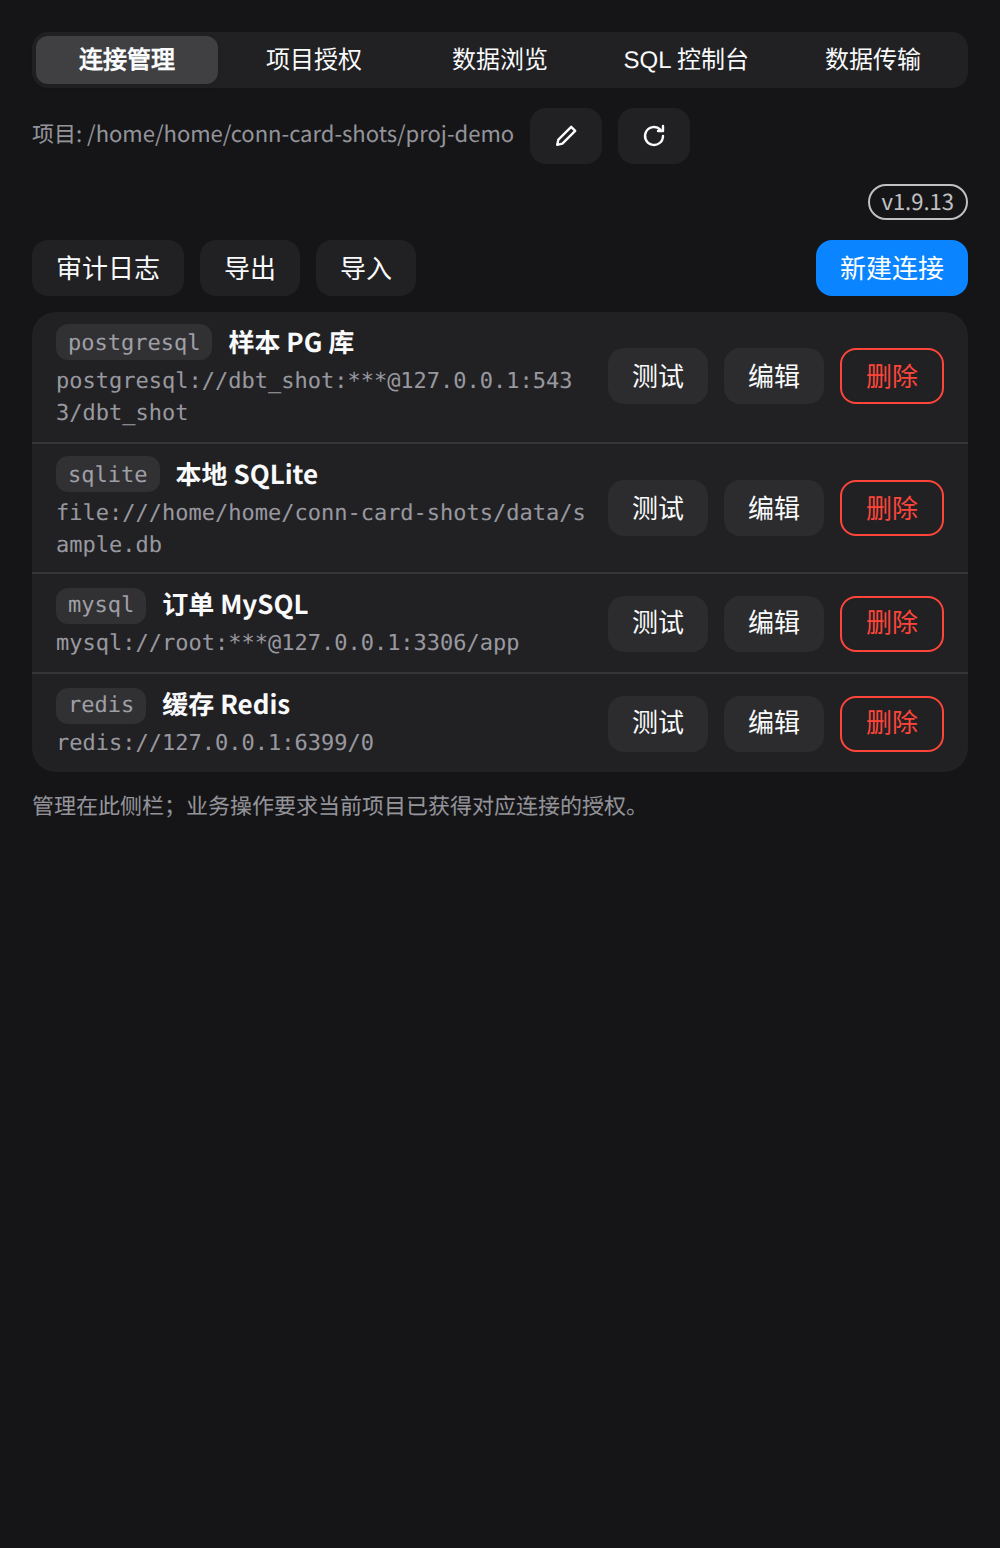 连接管理 项目授权 数据浏览 SQL 控制台 数据传输
项目: /home/home/conn-card-shots/proj-demo
v1.9.13
审计日志 导出 导入 新建连接
postgresql 样本 PG 库
postgresql://dbt_shot:***@127.0.0.1:543
3/dbt_shot
测试 编辑 删除
sqlite 本地 SQLite
file:///home/home/conn-card-shots/data/s
ample.db
测试 编辑 删除
mysql 订单 MySQL
mysql://root:***@127.0.0.1:3306/app
测试 编辑 删除
redis 缓存 Redis
redis://127.0.0.1:6399/0
测试 编辑 删除
管理在此侧栏；业务操作要求当前项目已获得对应连接的授权。